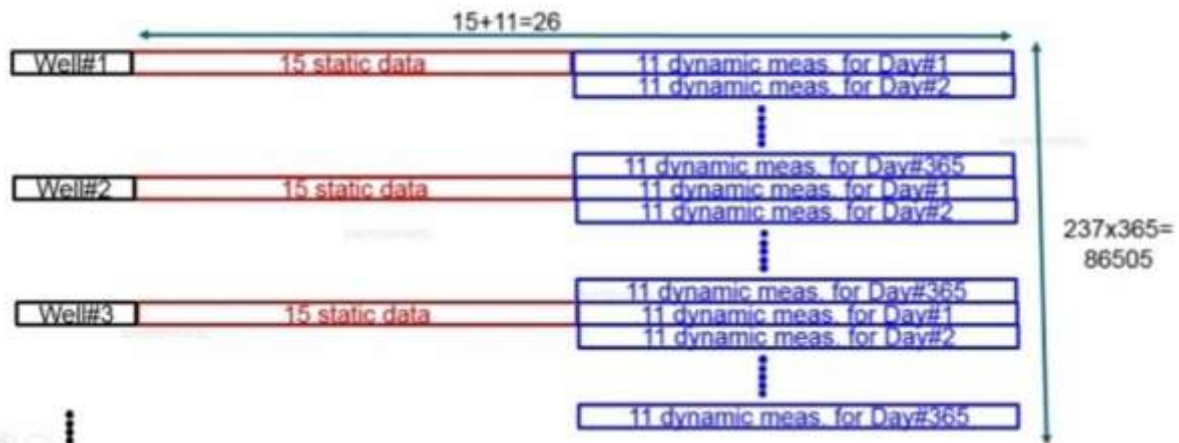 15+11=26
Well#1 15 static data 11 dynamic meas. for Day#1
11 dynamic meas. for Day#2
11 dynamic meas. for Day#365
Well#2 15 static data 11 dynamic meas. for Day#1
11 dynamic meas. for Day#2
237x365=
86505
11 dynamic meas. for Day#365
Well#3 15 static data 11 dynamic meas. for Day#1
11 dynamic meas. for Day#2
11 dynamic meas. for Day#365